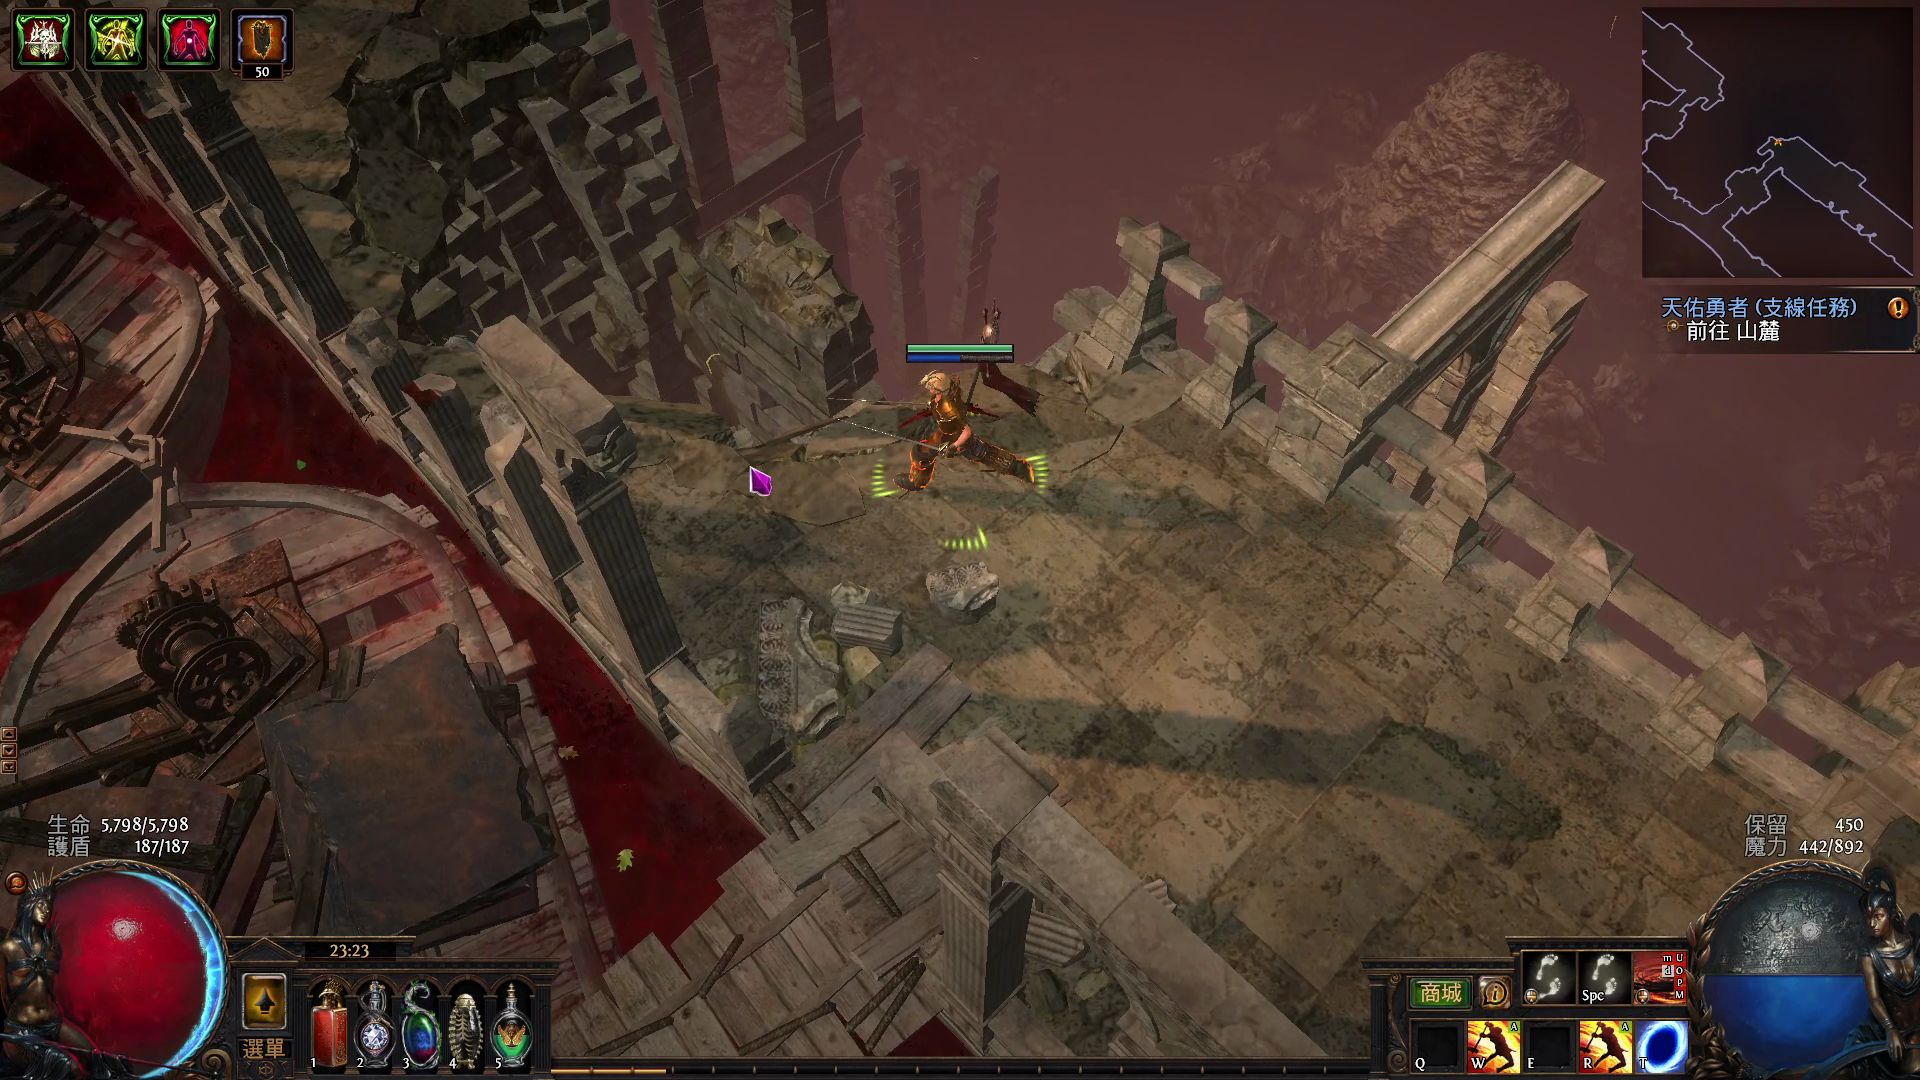 50
天佑勇者 (支線任務)
前往 山麓
生命 5,798/5,798
護盾 187/187
保留 450
魔力 442/892
23:23
選單
1 2 3 4 5
商城
Spc
Q W E R T
A A